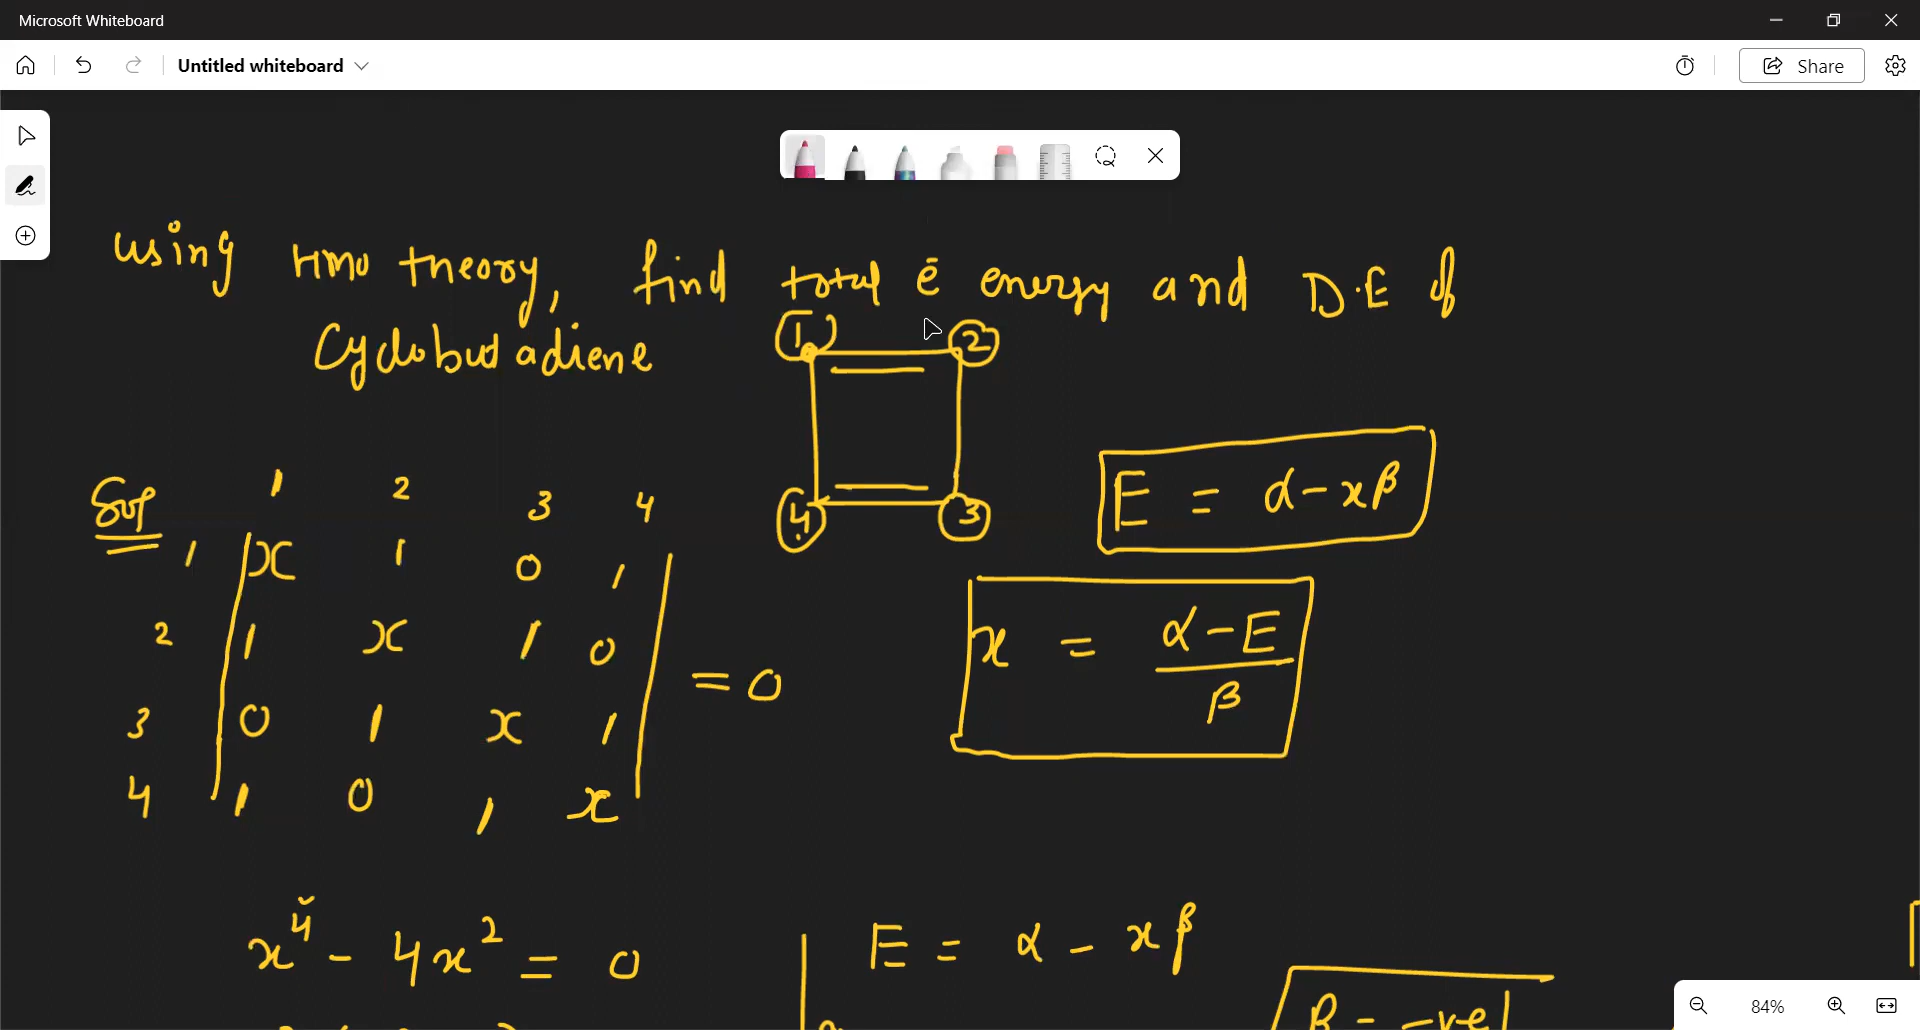 Microsoft Whiteboard
Untitled whiteboard
Share
using HMO theory, find total ē energy and D.E of
Cyclobutadiene
1 2
4 3
E = α - xβ
Sol
1 2 3 4
1 x 1 0 1
2 1 x 1 0
3 0 1 x 1
4 1 0 1 x
= 0
x = α - E / β
x⁴ - 4x² = 0
E = α - xβ
β = -ve
84%